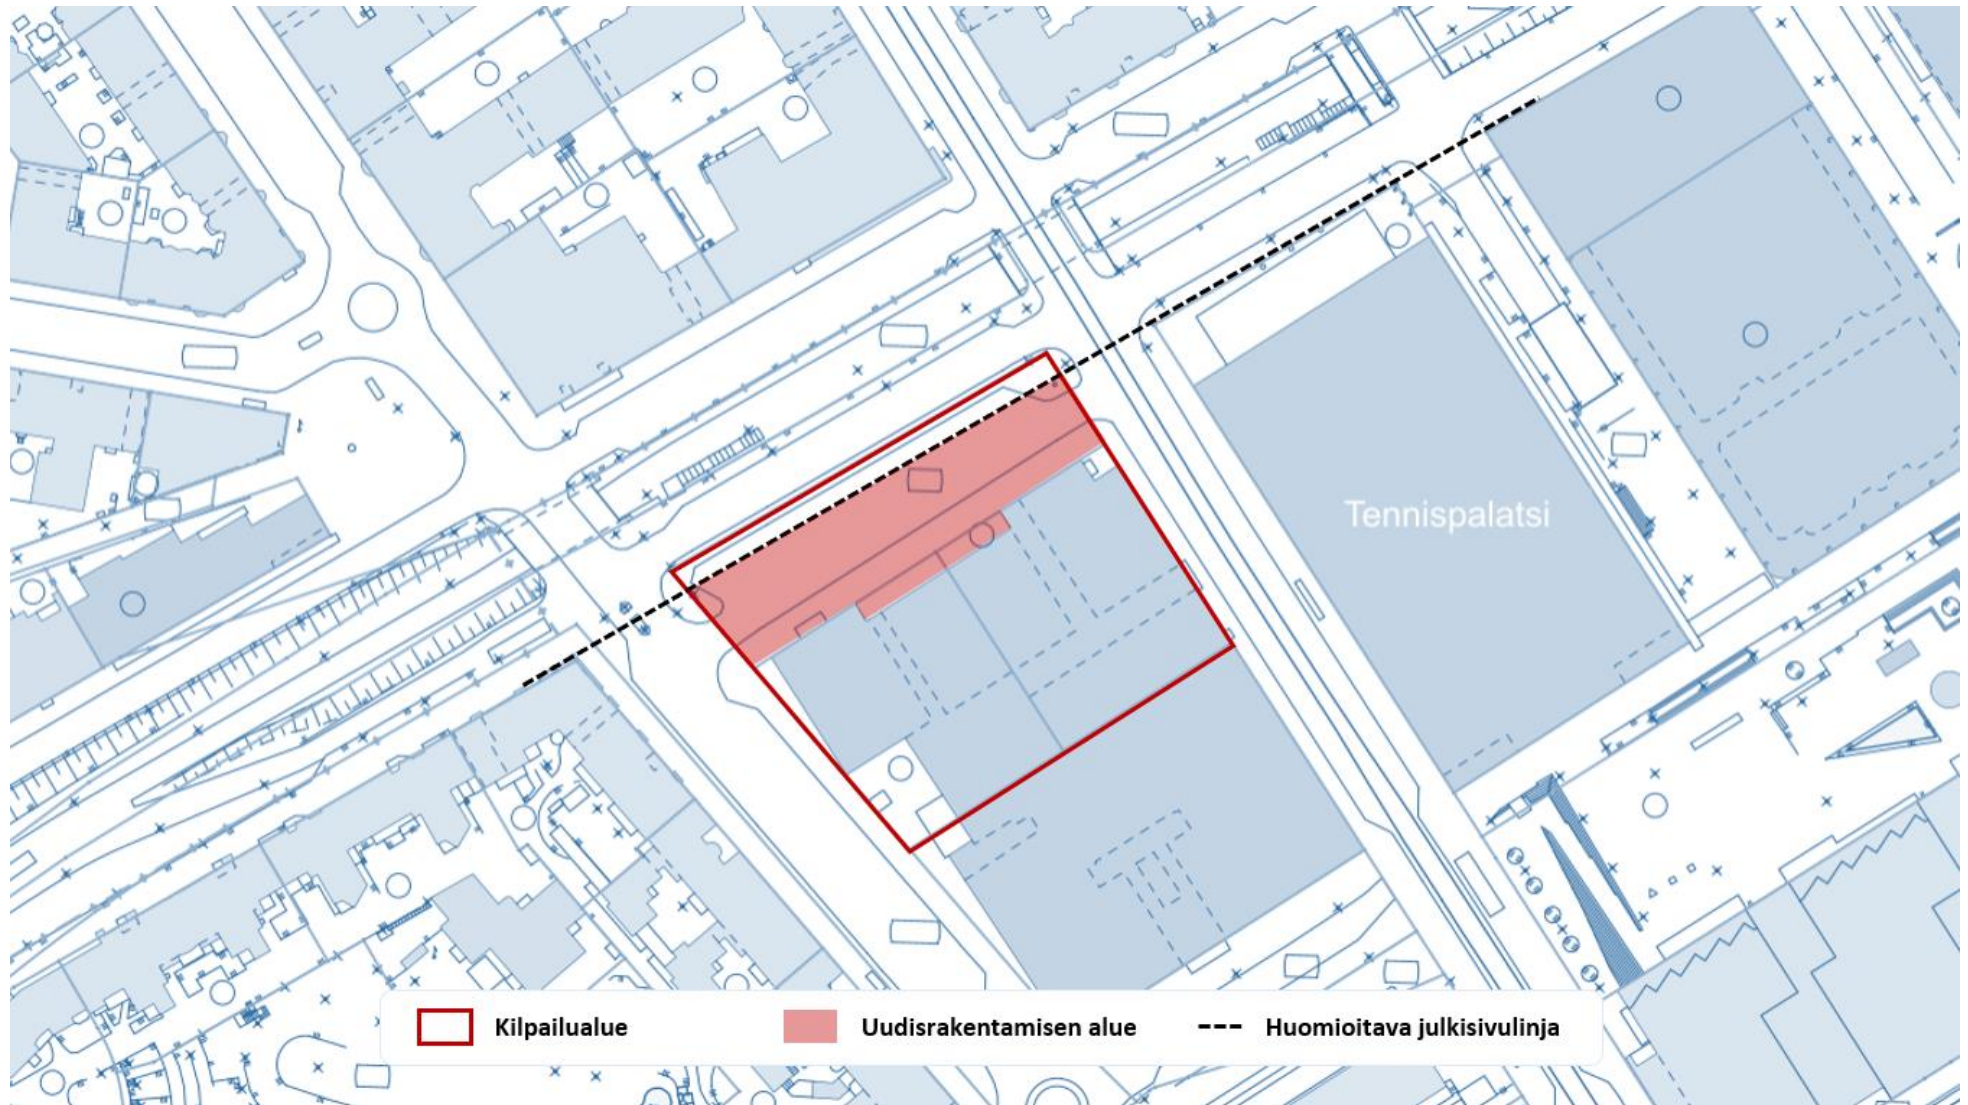 Tennispalatsi
Kilpailualue
Uudisrakentamisen alue
Huomioitava julkisivulinja